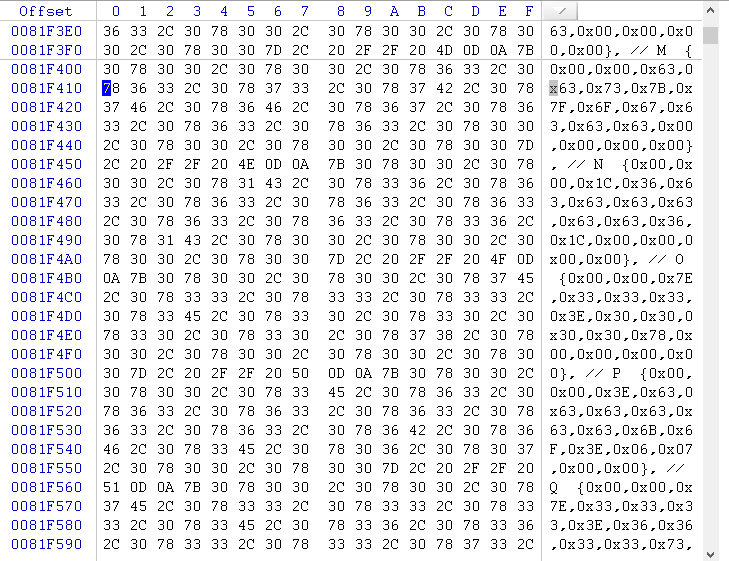 Offset 0 1 2 3 4 5 6 7 8 9 A B C D E F
0081F3E0 36 33 2C 30 78 30 30 2C 30 78 30 30 2C 30 78 30 63,0x00,0x00,0x0
0081F3F0 30 2C 30 78 30 30 7D 2C 20 2F 2F 20 4D 0D 0A 7B 0,0x00}, // M  {
0081F400 30 78 30 30 2C 30 78 30 30 2C 30 78 36 33 2C 30 0x00,0x00,0x63,0
0081F410 78 36 33 2C 30 78 37 33 2C 30 78 37 42 2C 30 78 x63,0x73,0x7B,0x
0081F420 37 46 2C 30 78 36 46 2C 30 78 36 37 2C 30 78 36 7F,0x6F,0x67,0x6
0081F430 33 2C 30 78 36 33 2C 30 78 36 33 2C 30 78 30 30 3,0x63,0x63,0x00
0081F440 2C 30 78 30 30 2C 30 78 30 30 2C 30 78 30 30 7D ,0x00,0x00,0x00}
0081F450 2C 20 2F 2F 20 4E 0D 0A 7B 30 78 30 30 2C 30 78 , // N  {0x00,0x
0081F460 30 30 2C 30 78 31 43 2C 30 78 33 36 2C 30 78 36 00,0x1C,0x36,0x6
0081F470 33 2C 30 78 36 33 2C 30 78 36 33 2C 30 78 36 33 3,0x63,0x63,0x63
0081F480 2C 30 78 36 33 2C 30 78 36 33 2C 30 78 33 36 2C ,0x63,0x63,0x36,
0081F490 30 78 31 43 2C 30 78 30 30 2C 30 78 30 30 2C 30 0x1C,0x00,0x00,0
0081F4A0 78 30 30 2C 30 78 30 30 7D 2C 20 2F 2F 20 4F 0D x00,0x00}, // O
0081F4B0 0A 7B 30 78 30 30 2C 30 78 30 30 2C 30 78 37 45 {0x00,0x00,0x7E
0081F4C0 2C 30 78 33 33 2C 30 78 33 33 2C 30 78 33 33 2C ,0x33,0x33,0x33,
0081F4D0 30 78 33 45 2C 30 78 33 30 2C 30 78 33 30 2C 30 0x3E,0x30,0x30,0
0081F4E0 78 33 30 2C 30 78 33 30 2C 30 78 37 38 2C 30 78 x30,0x30,0x78,0x
0081F4F0 30 30 2C 30 78 30 30 2C 30 78 30 30 2C 30 78 30 00,0x00,0x00,0x0
0081F500 30 7D 2C 20 2F 2F 20 50 0D 0A 7B 30 78 30 30 2C 0}, // P  {0x00,
0081F510 30 78 30 30 2C 30 78 33 45 2C 30 78 36 33 2C 30 0x00,0x3E,0x63,0
0081F520 78 36 33 2C 30 78 36 33 2C 30 78 36 33 2C 30 78 x63,0x63,0x63,0x
0081F530 36 33 2C 30 78 36 33 2C 30 78 36 42 2C 30 78 36 63,0x63,0x6B,0x6
0081F540 46 2C 30 78 33 45 2C 30 78 30 36 2C 30 78 30 37 F,0x3E,0x06,0x07
0081F550 2C 30 78 30 30 2C 30 78 30 30 7D 2C 20 2F 2F 20 ,0x00,0x00}, //
0081F560 51 0D 0A 7B 30 78 30 30 2C 30 78 30 30 2C 30 78 Q  {0x00,0x00,0x
0081F570 37 45 2C 30 78 33 33 2C 30 78 33 33 2C 30 78 33 7E,0x33,0x33,0x3
0081F580 33 2C 30 78 33 45 2C 30 78 33 36 2C 30 78 33 36 3,0x3E,0x36,0x36
0081F590 2C 30 78 33 33 2C 30 78 33 33 2C 30 78 37 33 2C ,0x33,0x33,0x73,